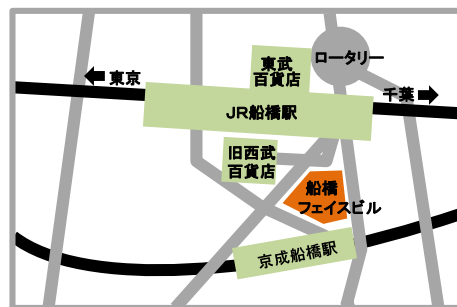 ロータリー
東武
百貨店
東京
千葉
JR船橋駅
旧西武
百貨店
船橋
フェイスビル
京成船橋駅